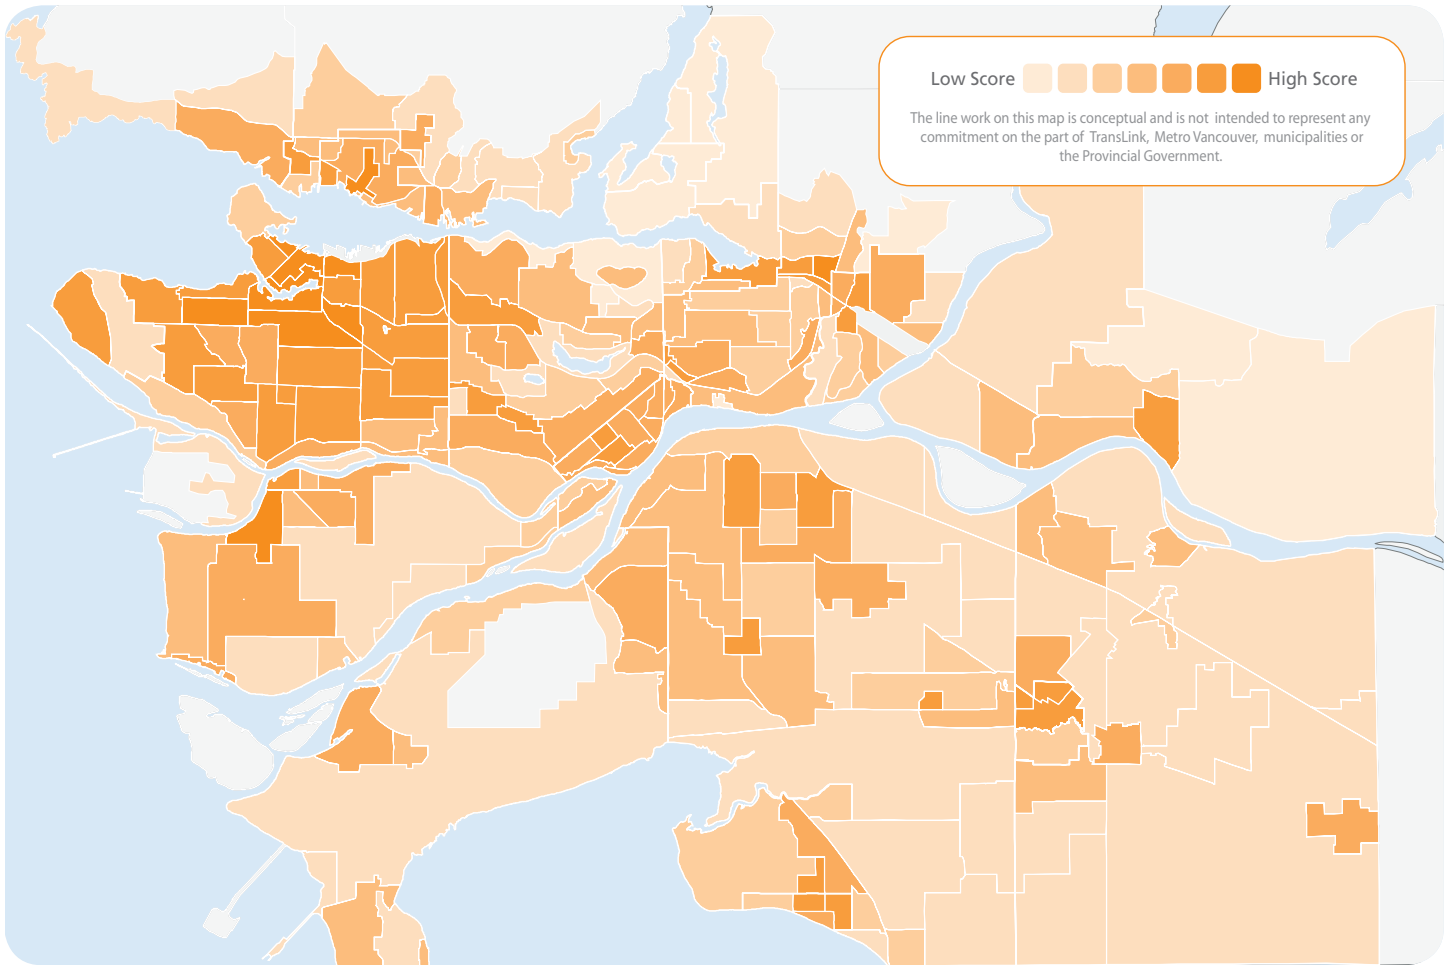 Low Score
High Score
The line work on this map is conceptual and is not intended to represent any
commitment on the part of TransLink, Metro Vancouver, municipalities or
the Provincial Government.